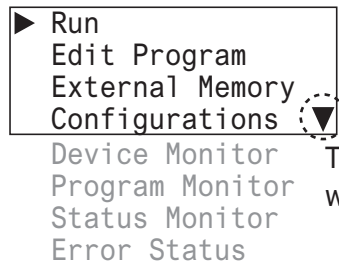 ▶ Run
Edit Program
External Memory
Configurations ▼
Device Monitor
Program Monitor
Status Monitor
Error Status